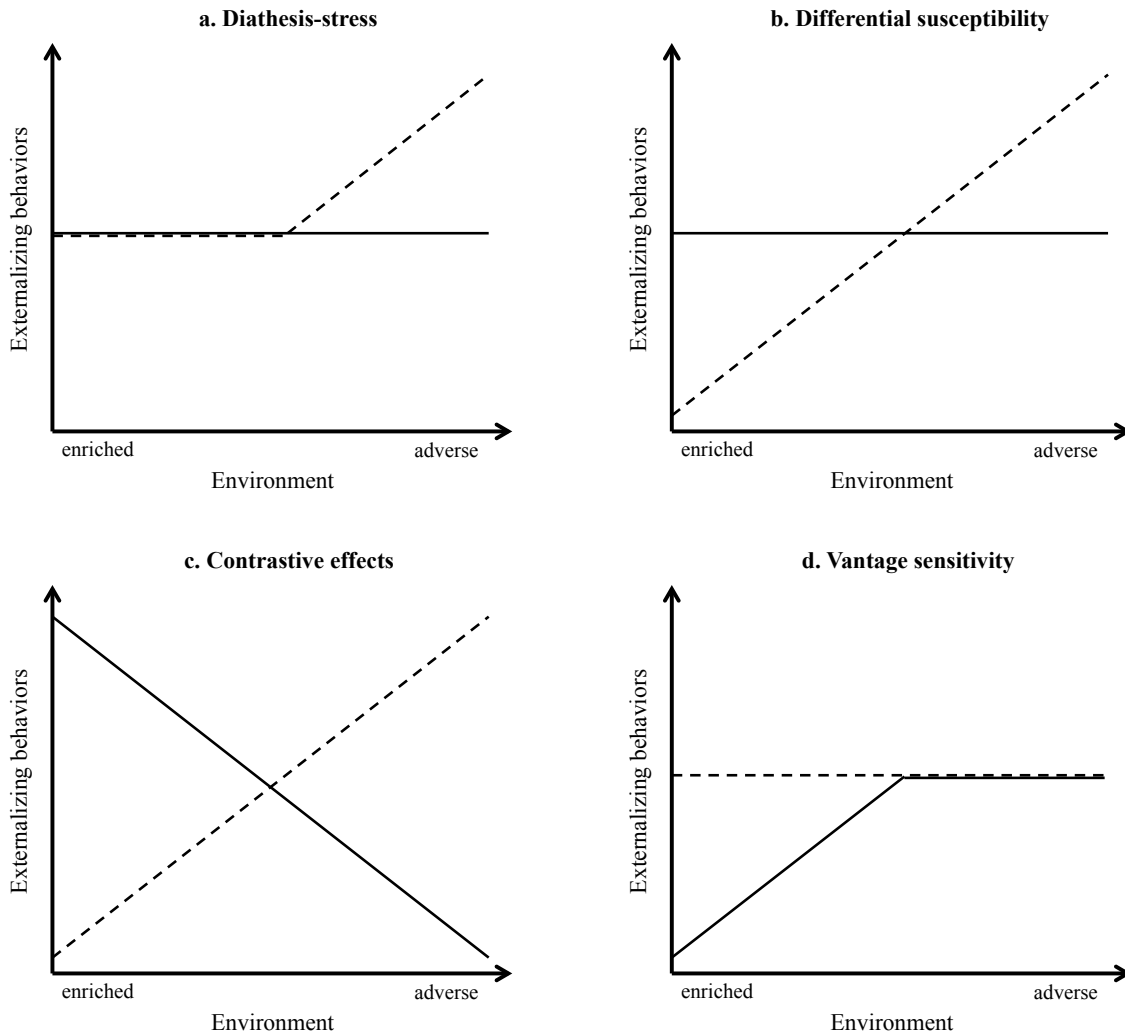 a. Diathesis-stress
Externalizing behaviors
enriched
adverse
Environment
b. Differential susceptibility
Externalizing behaviors
enriched
adverse
Environment
c. Contrastive effects
Externalizing behaviors
enriched
adverse
Environment
d. Vantage sensitivity
Externalizing behaviors
enriched
adverse
Environment